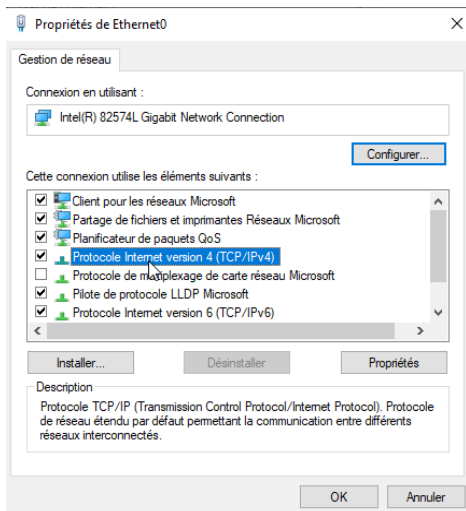 Propriétés de Ethernet0
Gestion de réseau
Connexion en utilisant :
Intel(R) 82574L Gigabit Network Connection
Configurer...
Cette connexion utilise les éléments suivants :
Client pour les réseaux Microsoft
Partage de fichiers et imprimantes Réseaux Microsoft
Planificateur de paquets QoS
Protocole Internet version 4 (TCP/IPv4)
Protocole de multiplexage de carte réseau Microsoft
Pilote de protocole LLDP Microsoft
Protocole Internet version 6 (TCP/IPv6)
Installer... Désinstaller Propriétés
Description
Protocole TCP/IP (Transmission Control Protocol/Internet Protocol). Protocole
de réseau étendu par défaut permettant la communication entre différents
réseaux interconnectés.
OK Annuler